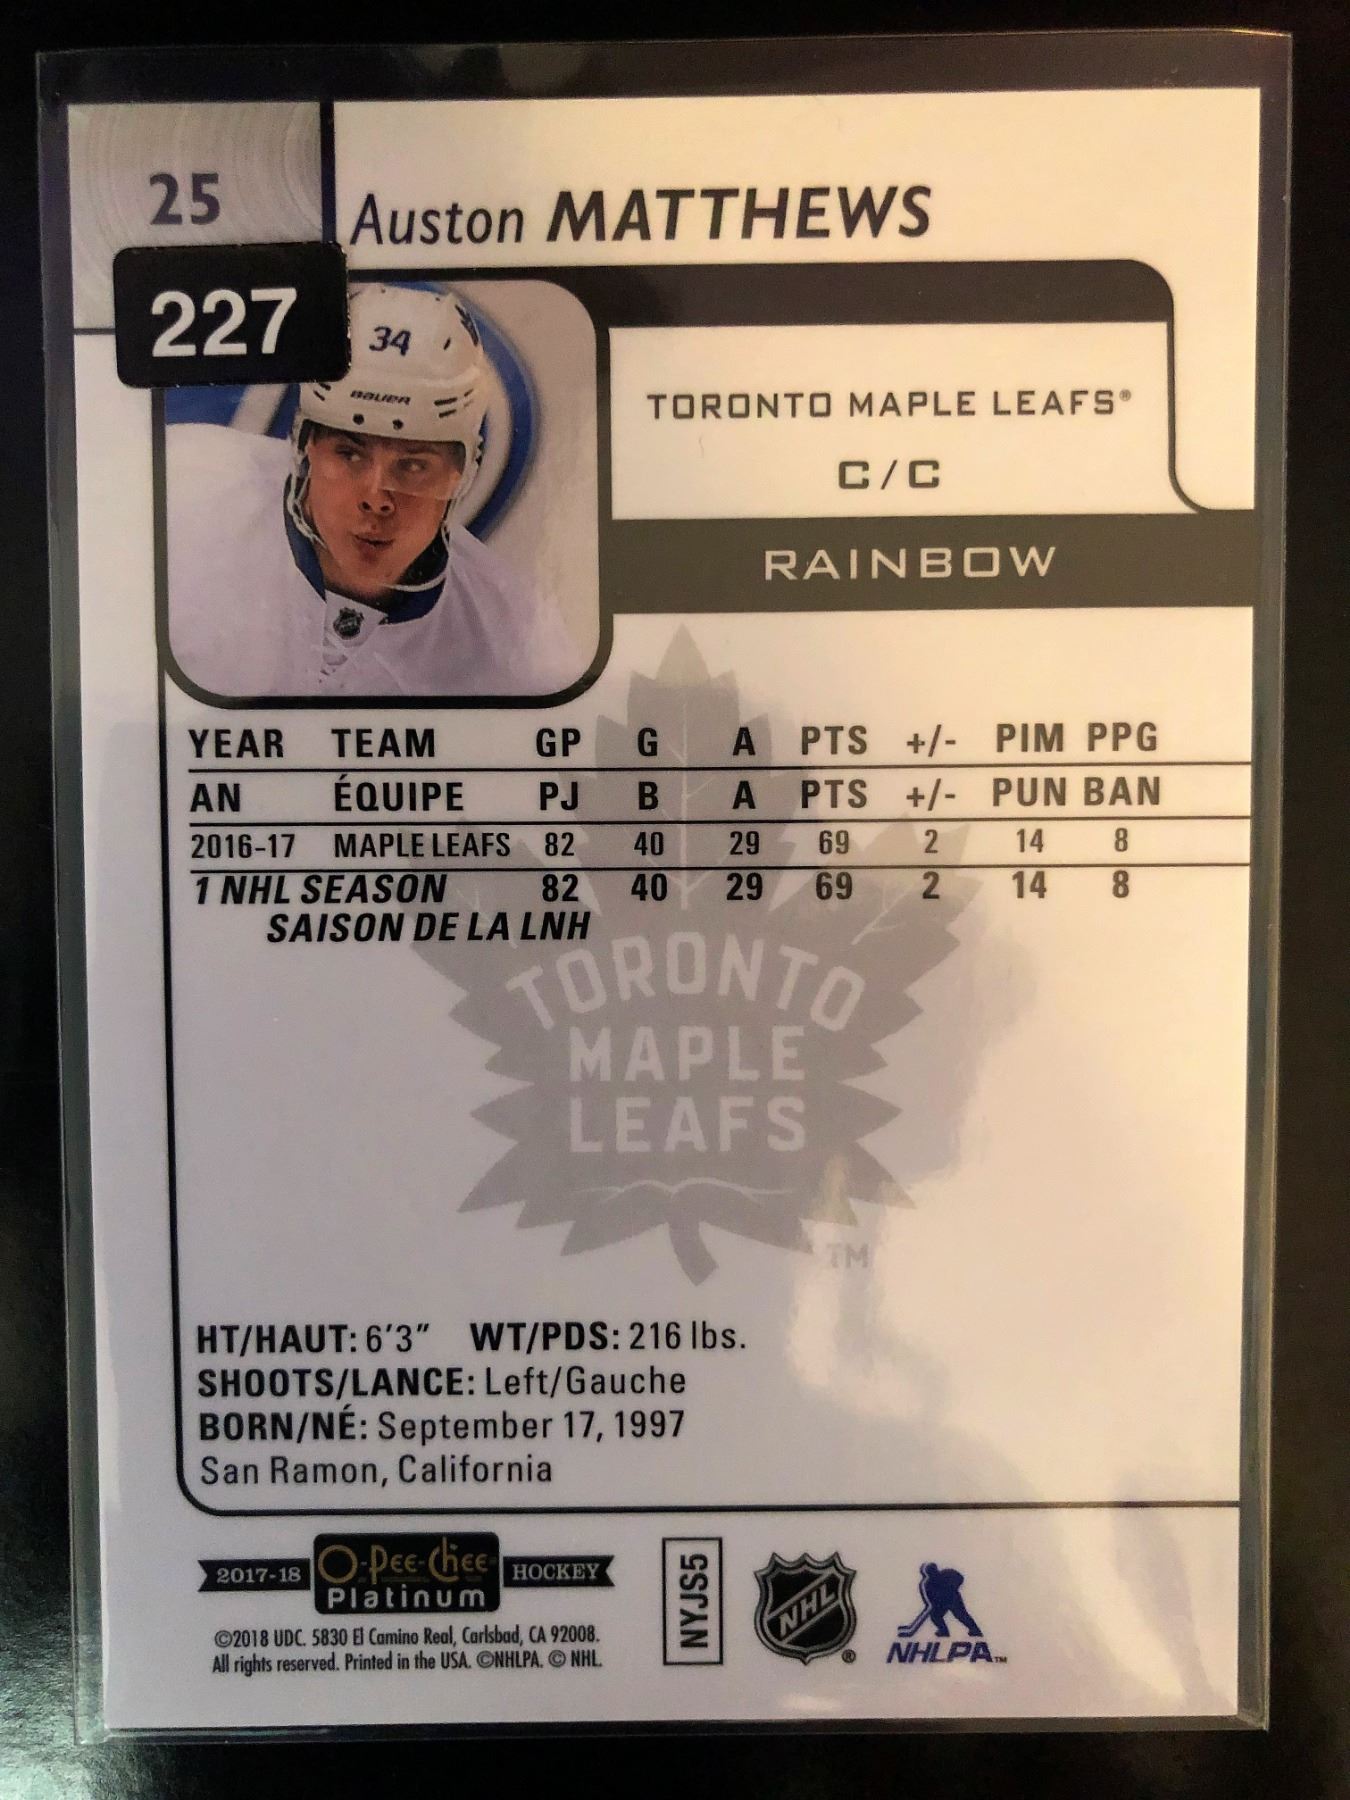 25
Auston MATTHEWS
227
34
BAUER
TORONTO MAPLE LEAFS®
C/C
RAINBOW
YEAR TEAM GP G A PTS +/- PIM PPG
AN ÉQUIPE PJ B A PTS +/- PUN BAN
2016-17 MAPLE LEAFS 82 40 29 69 2 14 8
1 NHL SEASON 82 40 29 69 2 14 8
SAISON DE LA LNH
TORONTO
MAPLE
LEAFS
TM
HT/HAUT: 6'3" WT/PDS: 216 lbs.
SHOOTS/LANCE: Left/Gauche
BORN/NÉ: September 17, 1997
San Ramon, California
2017-18 O-Pee-Chee HOCKEY
Platinum
©2018 UDC. 5830 El Camino Real, Carlsbad, CA 92008.
All rights reserved. Printed in the USA. ©NHLPA. © NHL.
NYJS5
NHL®
NHLPA™